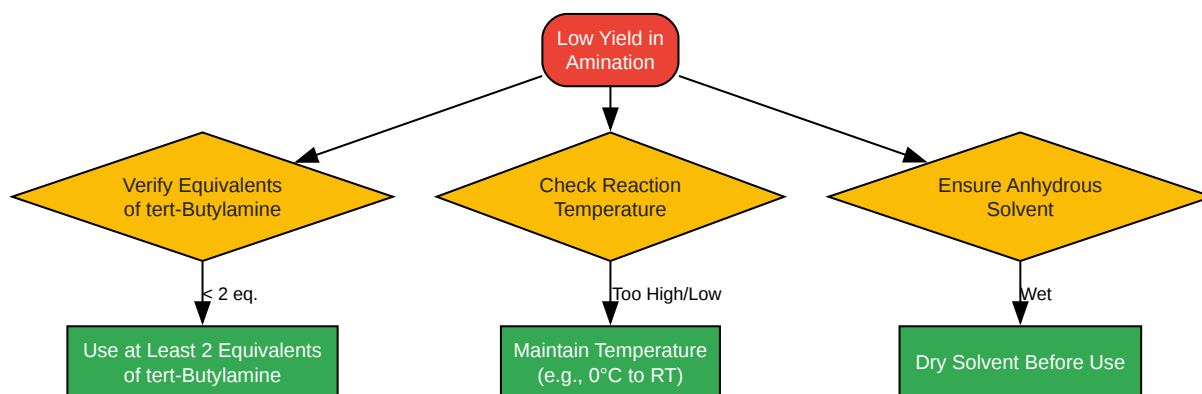 Low Yield in
Amination
Verify Equivalents
of tert-Butylamine
Check Reaction
Temperature
Ensure Anhydrous
Solvent
< 2 eq.
Too High/Low
Wet
Use at Least 2 Equivalents
of tert-Butylamine
Maintain Temperature
(e.g., 0°C to RT)
Dry Solvent Before Use